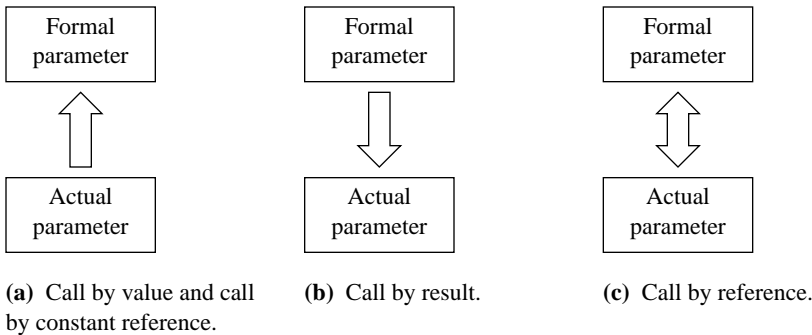 Formal
parameter
Actual
parameter
(a) Call by value and call
by constant reference.
Formal
parameter
Actual
parameter
(b) Call by result.
Formal
parameter
Actual
parameter
(c) Call by reference.